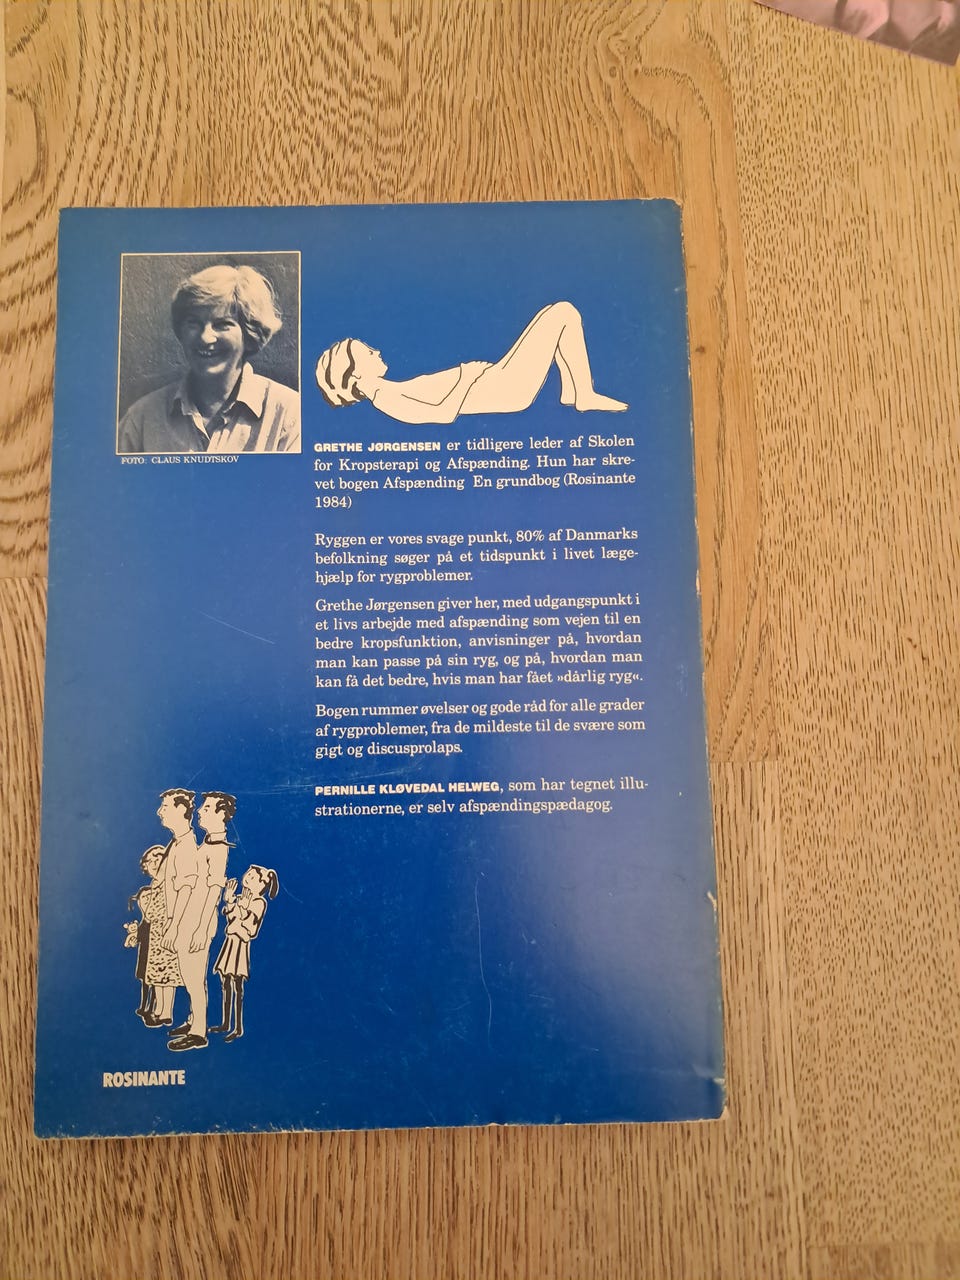 FOTO: CLAUS KNUDTSKOV
GRETHE JØRGENSEN er tidligere leder af Skolen
for Kropsterapi og Afspænding. Hun har skre-
vet bogen Afspænding En grundbog (Rosinante
1984)
Ryggen er vores svage punkt, 80% af Danmarks
befolkning søger på et tidspunkt i livet læge-
hjælp for rygproblemer.
Grethe Jørgensen giver her, med udgangspunkt i
et livs arbejde med afspænding som vejen til en
bedre kropsfunktion, anvisninger på, hvordan
man kan passe på sin ryg, og på, hvordan man
kan få det bedre, hvis man har fået »dårlig ryg«.
Bogen rummer øvelser og gode råd for alle grader
af rygproblemer, fra de mildeste til de svære som
gigt og discusprolaps.
PERNILLE KLØVEDAL HELWEG, som har tegnet illu-
strationerne, er selv afspændingspædagog.
ROSINANTE